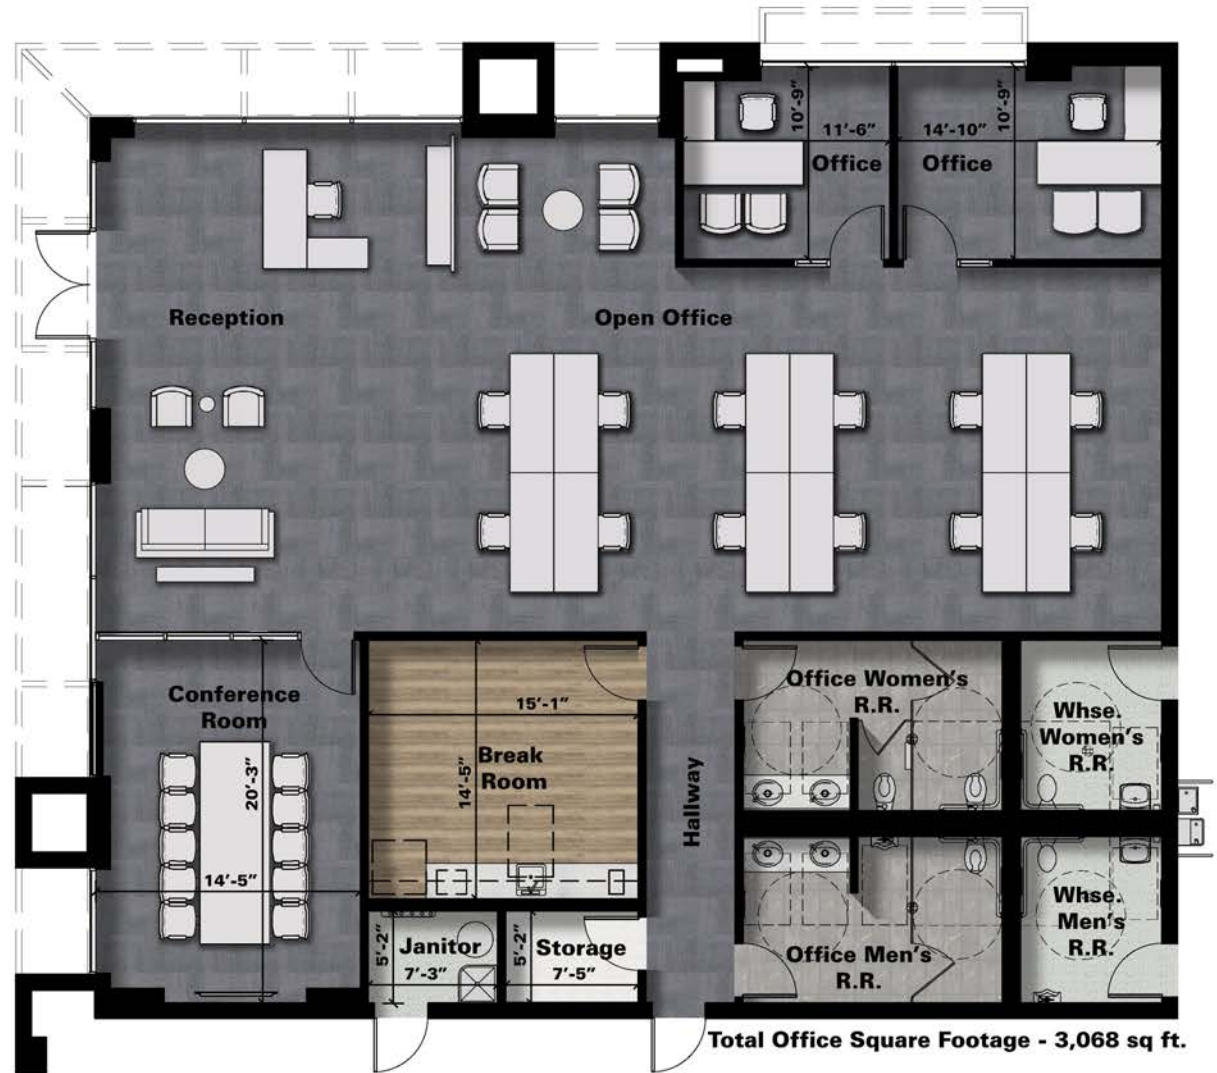 10’-9”
10’-9”
11’-6”
14’-10”
Office
Office
Reception
Open Office
Conference
Room
20’-3”
14’-5”
15’-1”
Break
Room
14’-5”
Hallway
Office Women’s
R.R.
Whse.
Women’s
R.R.
Janitor
5’-2”
7’-3”
Storage
5’-2”
7’-5”
Office Men’s
R.R.
Whse.
Men’s
R.R.
Total Office Square Footage - 3,068 sq ft.